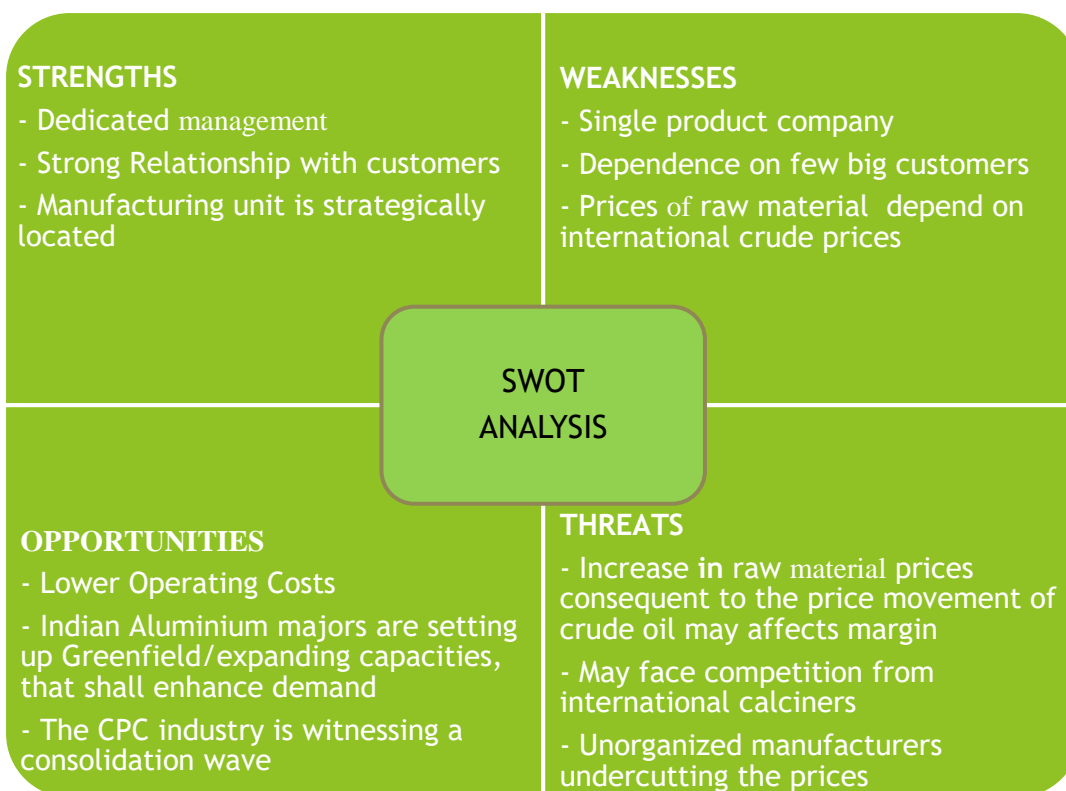 STRENGTHS
- Dedicated management
- Strong Relationship with customers
- Manufacturing unit is strategically
located
WEAKNESSES
- Single product company
- Dependence on few big customers
- Prices of raw material  depend on
international crude prices
SWOT
ANALYSIS
OPPORTUNITIES
- Lower Operating Costs
- Indian Aluminium majors are setting
up Greenfield/expanding capacities,
that shall enhance demand
- The CPC industry is witnessing a
consolidation wave
THREATS
- Increase in raw material prices
consequent to the price movement of
crude oil may affects margin
- May face competition from
international calciners
- Unorganized manufacturers
undercutting the prices